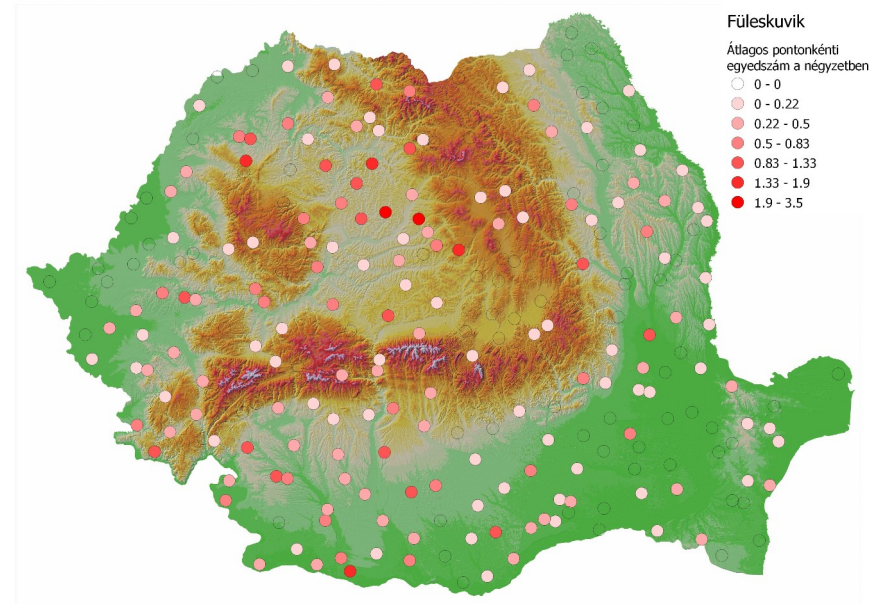 Füleskuvik
Átlagos pontonkénti
egyedszám a négyzetben
0 - 0
0 - 0.22
0.22 - 0.5
0.5 - 0.83
0.83 - 1.33
1.33 - 1.9
1.9 - 3.5